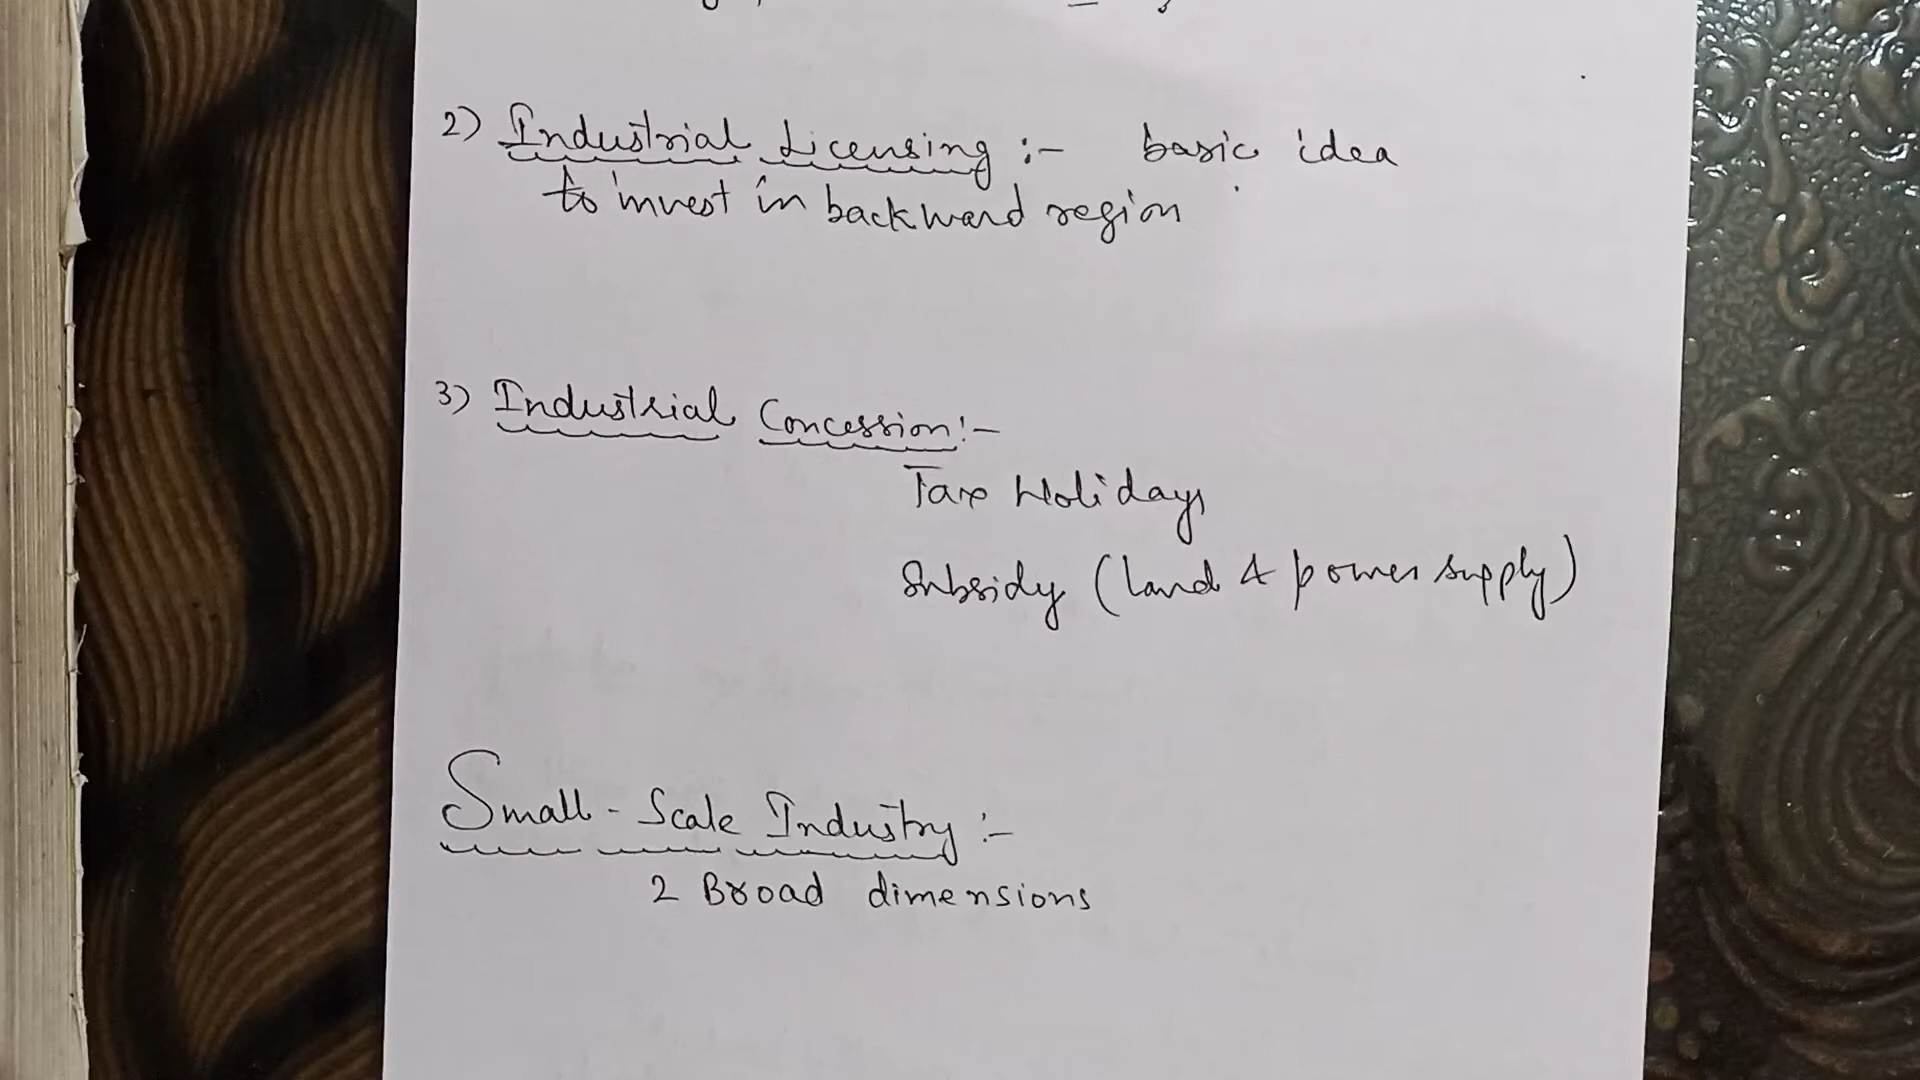 2) Industrial Licensing :- basic idea
to invest in backward region
3) Industrial Concession :-
Tax Holidays
Subsidy (land & power supply)
Small-Scale Industry :-
2 Broad dimensions